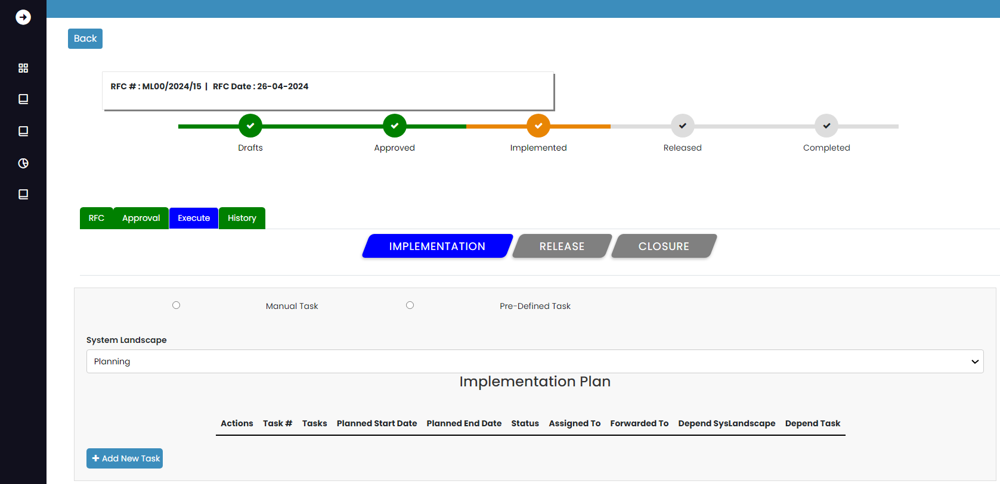 Back
RFC # : ML00/2024/15 | RFC Date : 26-04-2024
Drafts Approved Implemented Released Completed
RFC Approval Execute History
IMPLEMENTATION RELEASE CLOSURE
Manual Task Pre-Defined Task
System Landscape
Planning
Implementation Plan
Actions Task # Tasks Planned Start Date Planned End Date Status Assigned To Forwarded To Depend SysLandscape Depend Task
+ Add New Task